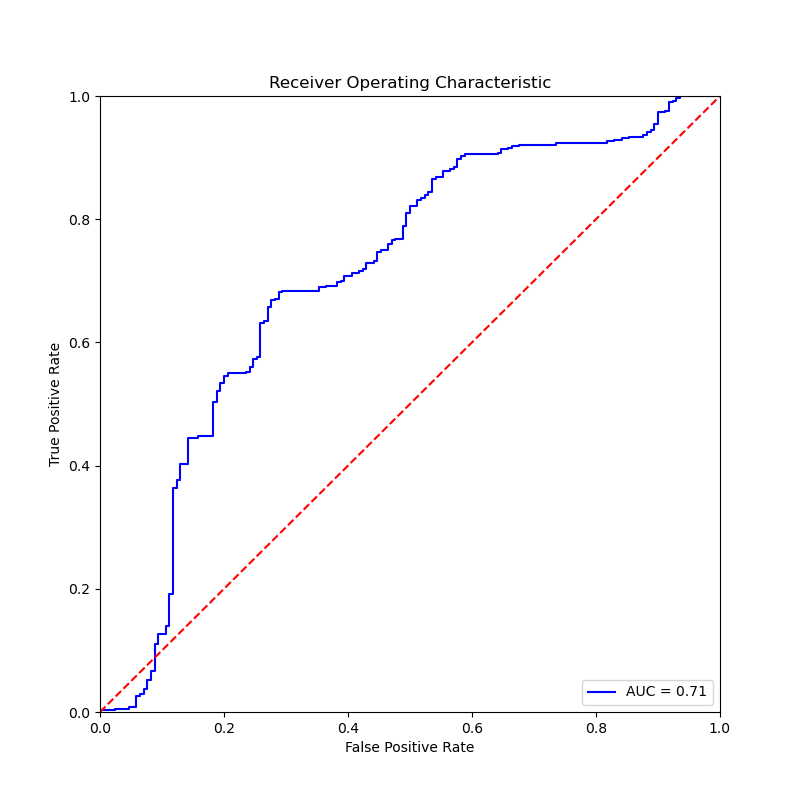 Receiver Operating Characteristic
1.0
0.8
0.6
0.4
0.2
0.0
True Positive Rate
AUC = 0.71
0.0 0.2 0.4 0.6 0.8 1.0
False Positive Rate